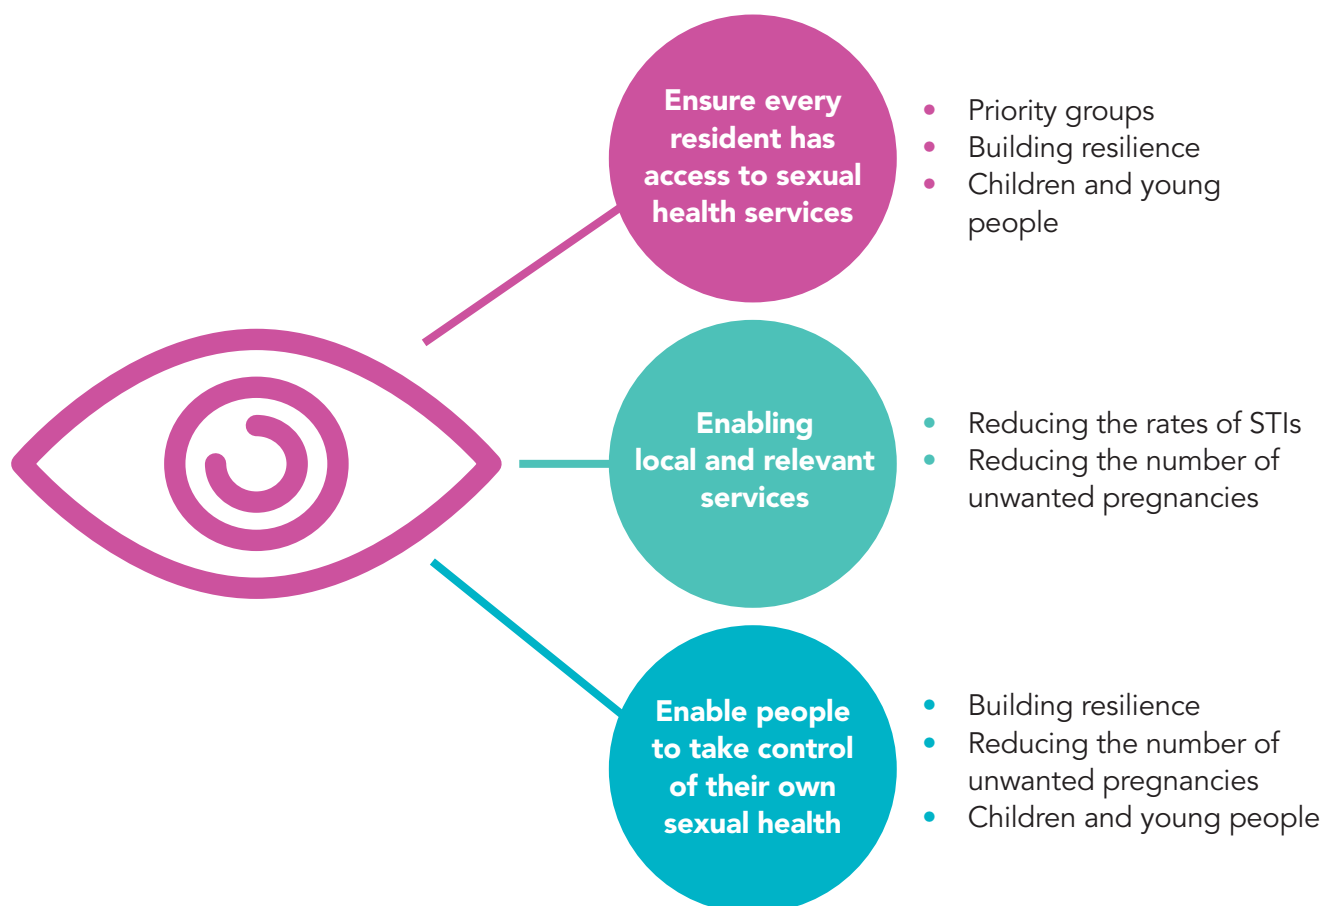 Ensure every
resident has
access to sexual
health services
• Priority groups
• Building resilience
• Children and young
people
Enabling
local and relevant
services
• Reducing the rates of STIs
• Reducing the number of
unwanted pregnancies
Enable people
to take control
of their own
sexual health
• Building resilience
• Reducing the number of
unwanted pregnancies
• Children and young people